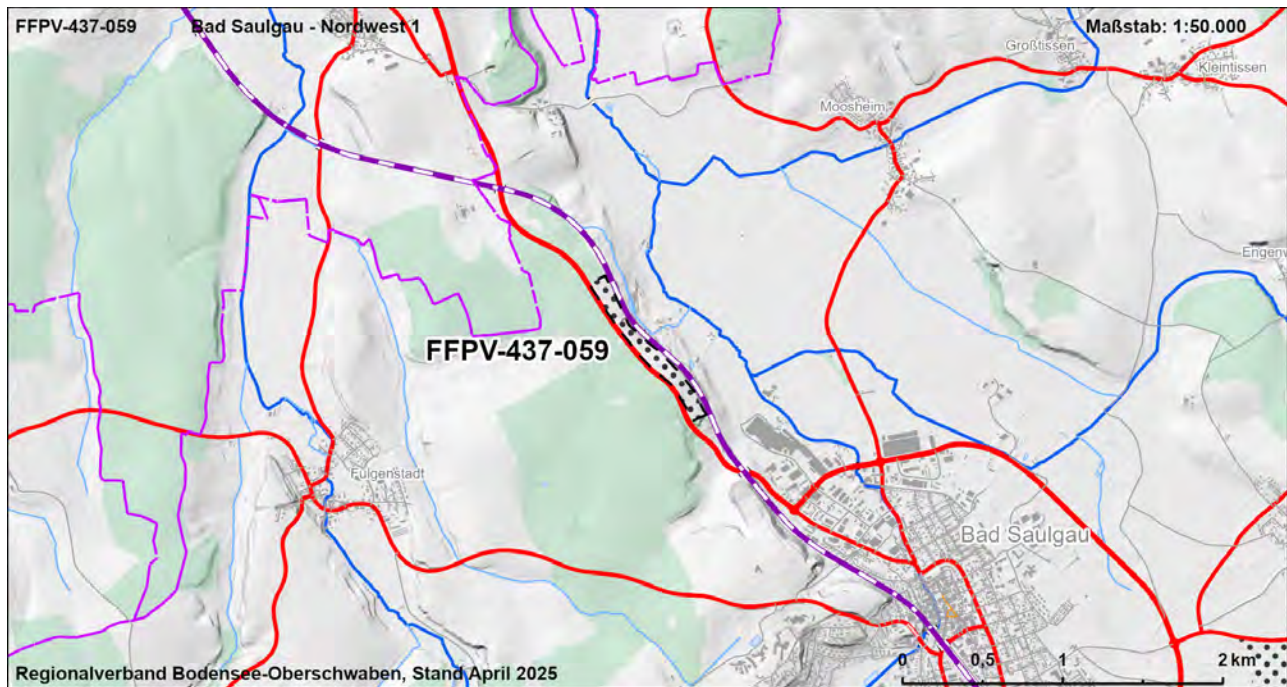 FFPV-437-059 Bad Saulgau - Nordwest 1 Maßstab: 1:50.000
Großtissen
Kleintissen
Moosheim
Engenw
FFPV-437-059
Fulgenstadt
Bad Saulgau
0 0,5 1 2 km
Regionalverband Bodensee-Oberschwaben, Stand April 2025